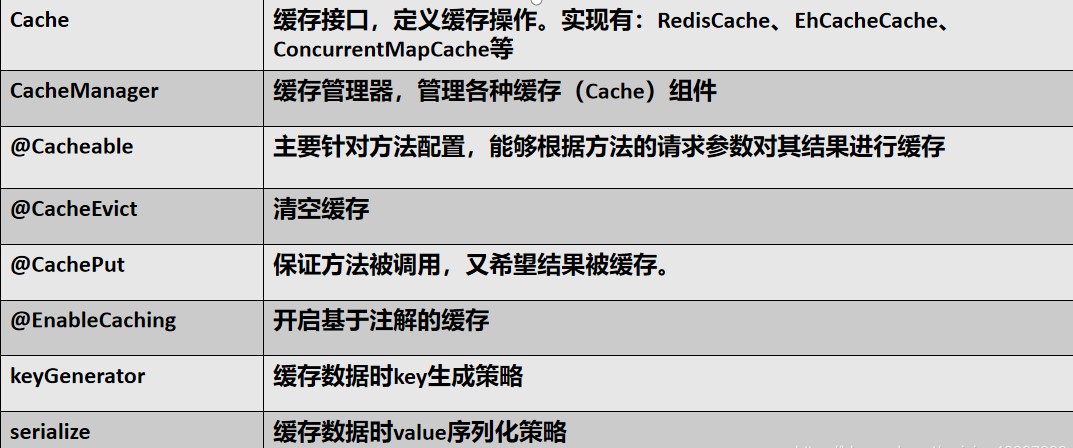 Cache
缓存接口，定义缓存操作。实现有：RedisCache、EhCacheCache、
ConcurrentMapCache等
CacheManager
缓存管理器，管理各种缓存（Cache）组件
@Cacheable
主要针对方法配置，能够根据方法的请求参数对其结果进行缓存
@CacheEvict
清空缓存
@CachePut
保证方法被调用，又希望结果被缓存。
@EnableCaching
开启基于注解的缓存
keyGenerator
缓存数据时key生成策略
serialize
缓存数据时value序列化策略